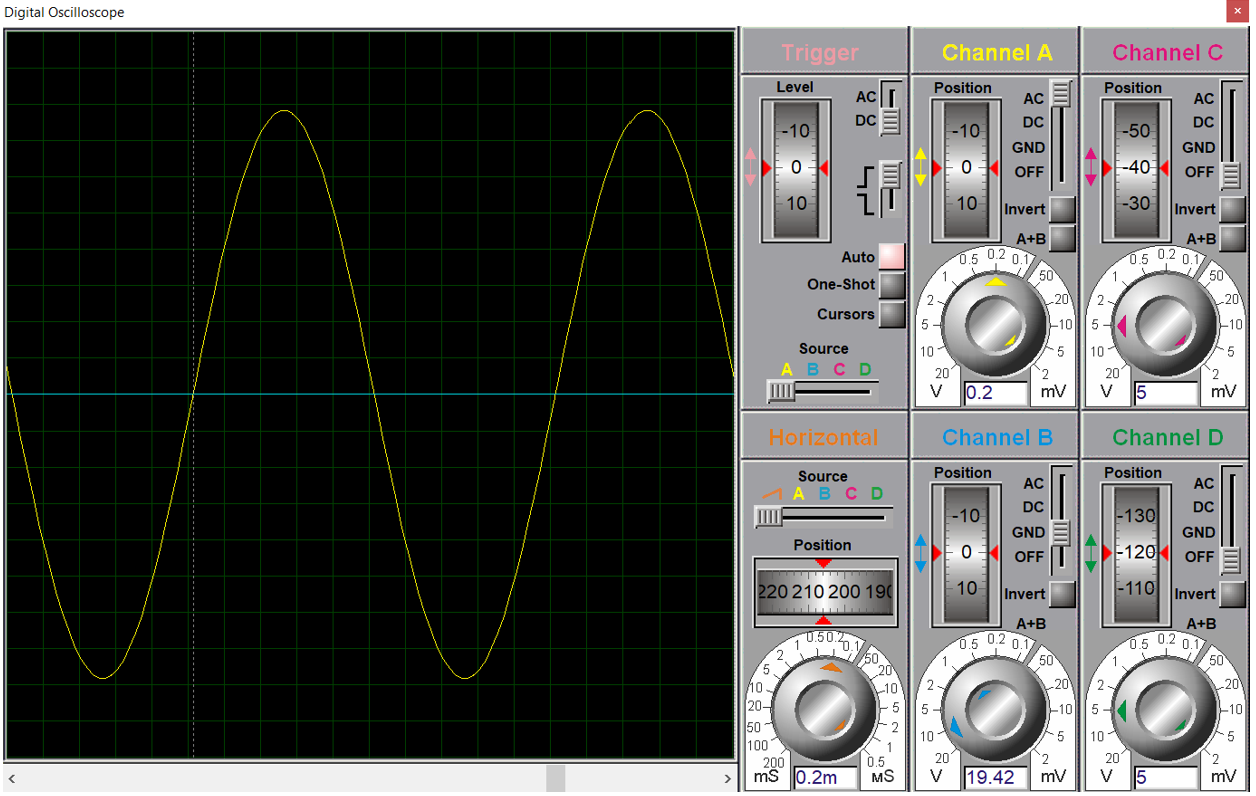 Digital Oscilloscope
×
Trigger
Level
-10
0
10
AC
DC
Auto
One-Shot
Cursors
Source
A B C D
Channel A
Position
-10
0
10
AC
DC
GND
OFF
Invert
A+B
20 10 5 2 1 0.5 0.2 0.1 50 20 10 5 2
V 0.2 mV
Channel C
Position
-50
-40
-30
AC
DC
GND
OFF
Invert
A+B
20 10 5 2 1 0.5 0.2 0.1 50 20 10 5 2
V 5 mV
Horizontal
Source
A B C D
Position
220 210 200 190
200 100 50 20 10 5 2 1 0.5 0.2 0.1 50 20 10 5 2 1 0.5
mS 0.2m мS
Channel B
Position
-10
0
10
AC
DC
GND
OFF
Invert
A+B
20 10 5 2 1 0.5 0.2 0.1 50 20 10 5 2
V 19.42 mV
Channel D
Position
-130
-120
-110
AC
DC
GND
OFF
Invert
A+B
20 10 5 2 1 0.5 0.2 0.1 50 20 10 5 2
V 5 mV